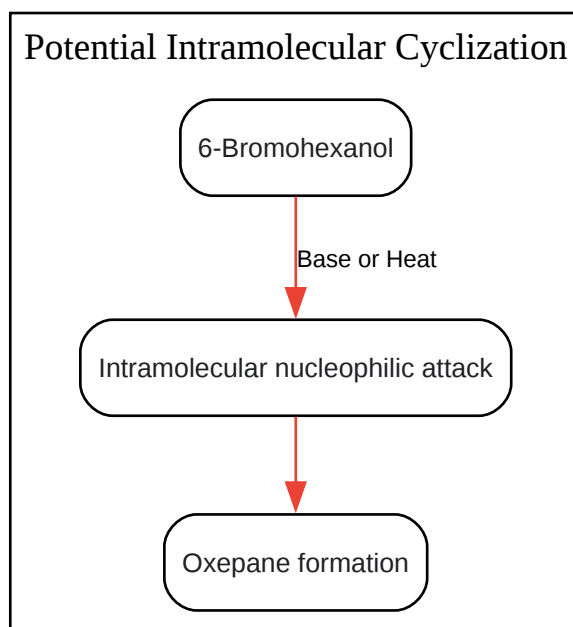 Potential Intramolecular Cyclization
6-Bromohexanol
Base or Heat
Intramolecular nucleophilic attack
Oxepane formation